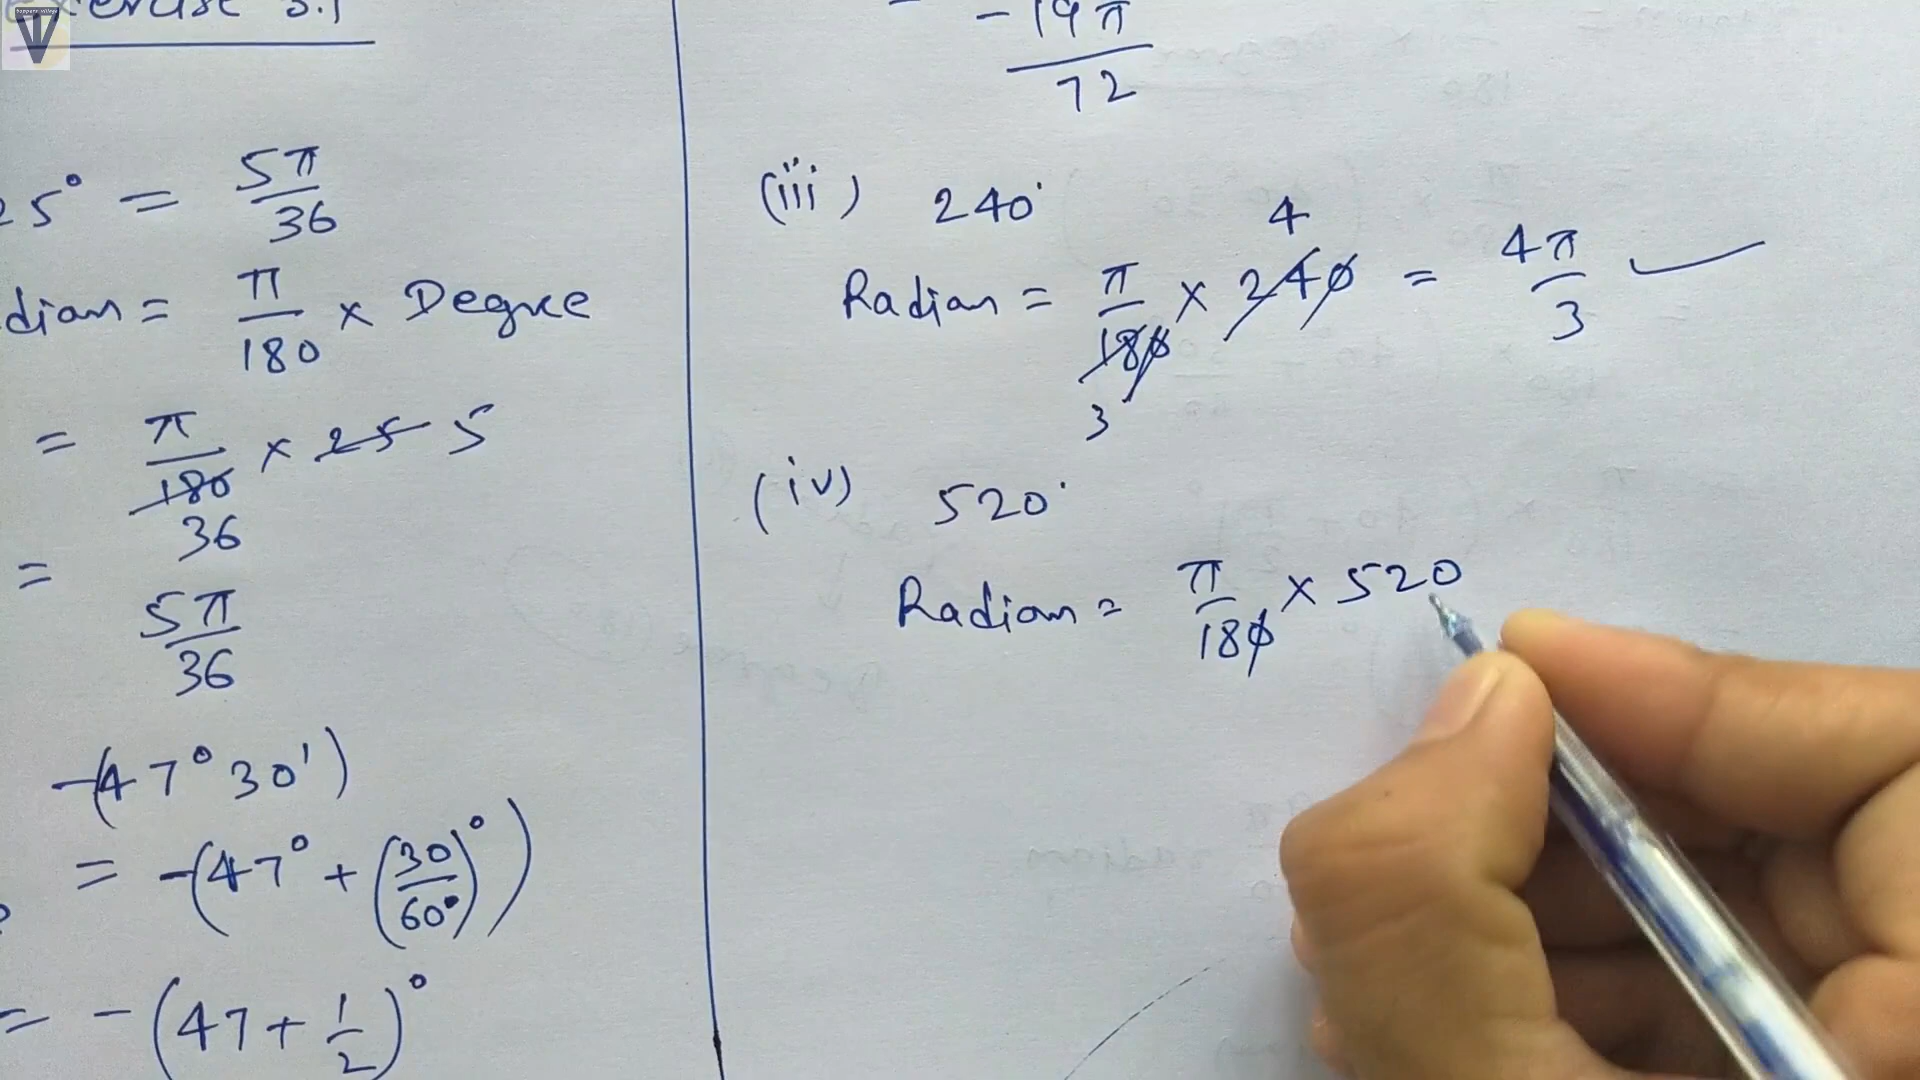 Exercise 3.1
25° = 5π/36
Radian = π/180 × Degree
= π/180 × 25 5
36
= 5π/36
-(47° 30')
= -(47° + (30/60°)°)
= -(47 + 1/2)°
-19π/72
(iii) 240°
4
Radian = π/180 × 240 = 4π/3
3
(iv) 520°
Radian = π/180 × 520